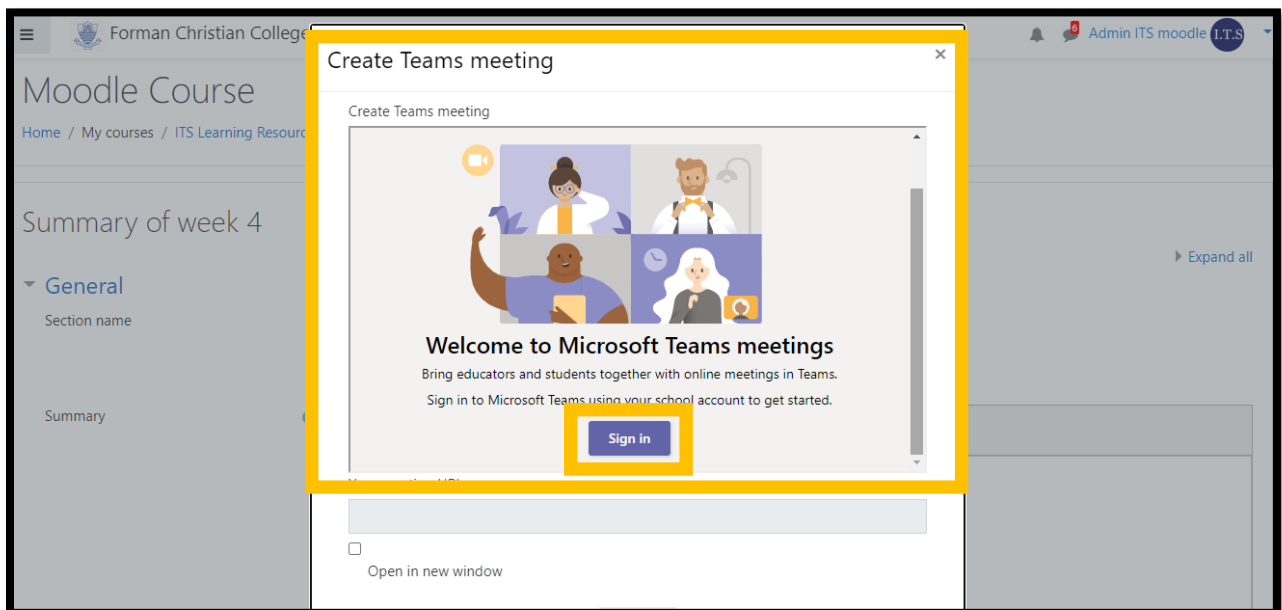 Forman Christian College
6
Admin ITS moodle
I.T.S
Moodle Course
Home / My courses / ITS Learning Resourc
Summary of week 4
Expand all
General
Section name
Summary
Create Teams meeting
×
Create Teams meeting
Welcome to Microsoft Teams meetings
Bring educators and students together with online meetings in Teams.
Sign in to Microsoft Teams using your school account to get started.
Sign in
Open in new window